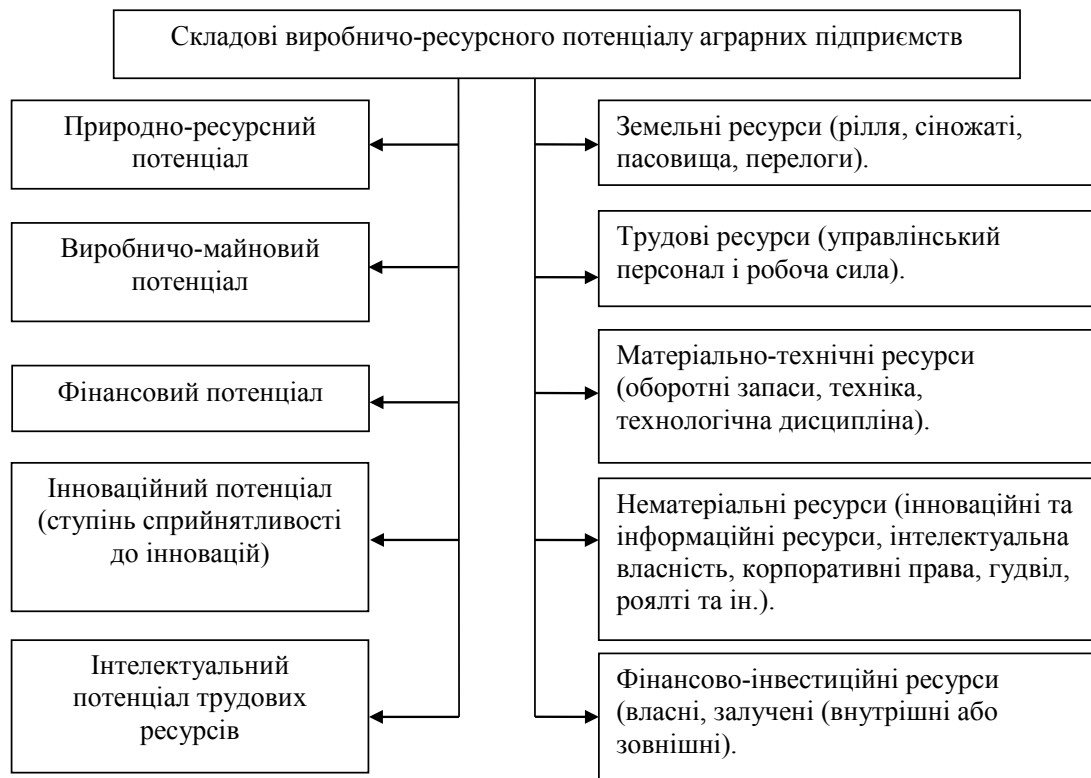 Складові виробничо-ресурсного потенціалу аграрних підприємств
Природно-ресурсний
потенціал
Виробничо-майновий
потенціал
Фінансовий потенціал
Інноваційний потенціал
(ступінь сприйнятливості
до інновацій)
Інтелектуальний
потенціал трудових
ресурсів
Земельні ресурси (рілля, сіножаті,
пасовища, перелоги).
Трудові ресурси (управлінський
персонал і робоча сила).
Матеріально-технічні ресурси
(оборотні запаси, техніка,
технологічна дисципліна).
Нематеріальні ресурси (інноваційні та
інформаційні ресурси, інтелектуальна
власність, корпоративні права, гудвіл,
роялті та ін.).
Фінансово-інвестиційні ресурси
(власні, залучені (внутрішні або
зовнішні).